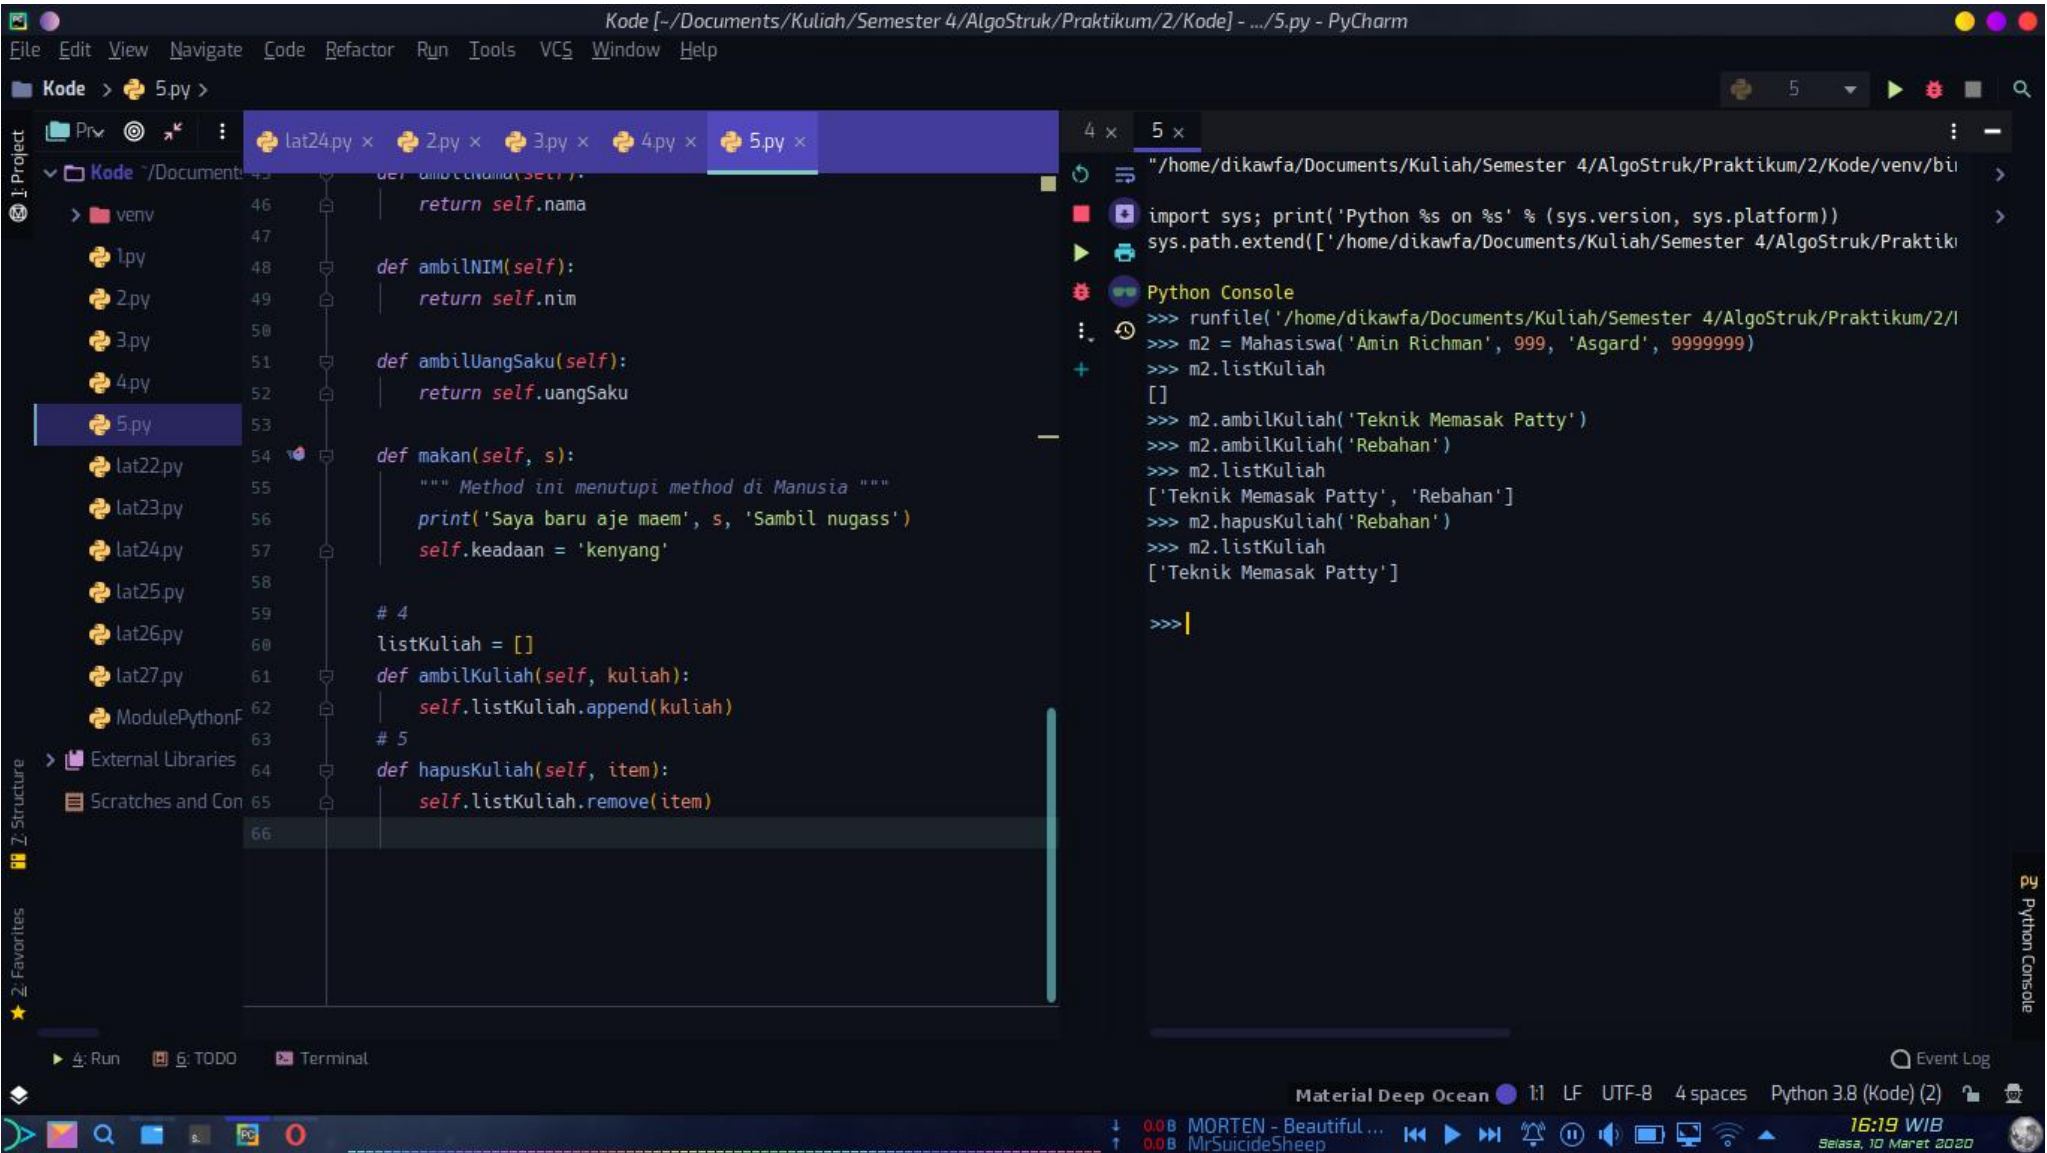 Kode [~/Documents/Kuliah/Semester 4/AlgoStruk/Praktikum/2/Kode] - .../5.py - PyCharm
File Edit View Navigate Code Refactor Run Tools VCS Window Help
Kode > 5.py >
5
1: Project
lat24.py × 2.py × 3.py × 4.py × 5.py ×
4 × 5 ×
Kode ~/Document
venv
1.py
2.py
3.py
4.py
5.py
lat22.py
lat23.py
lat24.py
lat25.py
lat26.py
lat27.py
ModulePythonP
External Libraries
Scratches and Con
45 def ambilNama(self):
46 return self.nama
47
48 def ambilNIM(self):
49 return self.nim
50
51 def ambilUangSaku(self):
52 return self.uangSaku
53
54 def makan(self, s):
55 """ Method ini menutupi method di Manusia """
56 print('Saya baru aje maem', s, 'Sambil nugass')
57 self.keadaan = 'kenyang'
58
59 # 4
60 listKuliah = []
61 def ambilKuliah(self, kuliah):
62 self.listKuliah.append(kuliah)
63 # 5
64 def hapusKuliah(self, item):
65 self.listKuliah.remove(item)
66
"/home/dikawfa/Documents/Kuliah/Semester 4/AlgoStruk/Praktikum/2/Kode/venv/bin
import sys; print('Python %s on %s' % (sys.version, sys.platform))
sys.path.extend(['/home/dikawfa/Documents/Kuliah/Semester 4/AlgoStruk/Praktiku
Python Console
>>> runfile('/home/dikawfa/Documents/Kuliah/Semester 4/AlgoStruk/Praktikum/2/
>>> m2 = Mahasiswa('Amin Richman', 999, 'Asgard', 9999999)
>>> m2.listKuliah
[]
>>> m2.ambilKuliah('Teknik Memasak Patty')
>>> m2.ambilKuliah('Rebahan')
>>> m2.listKuliah
['Teknik Memasak Patty', 'Rebahan']
>>> m2.hapusKuliah('Rebahan')
>>> m2.listKuliah
['Teknik Memasak Patty']
>>>
7: Structure
2: Favorites
py Python Console
4: Run 6: TODO Terminal
Event Log
Material Deep Ocean 1:1 LF UTF-8 4 spaces Python 3.8 (Kode) (2)
0.0 B MORTEN - Beautiful ...
0.0 B MrSuicideSheep
16:19 WIB
Selasa, 10 Maret 2020